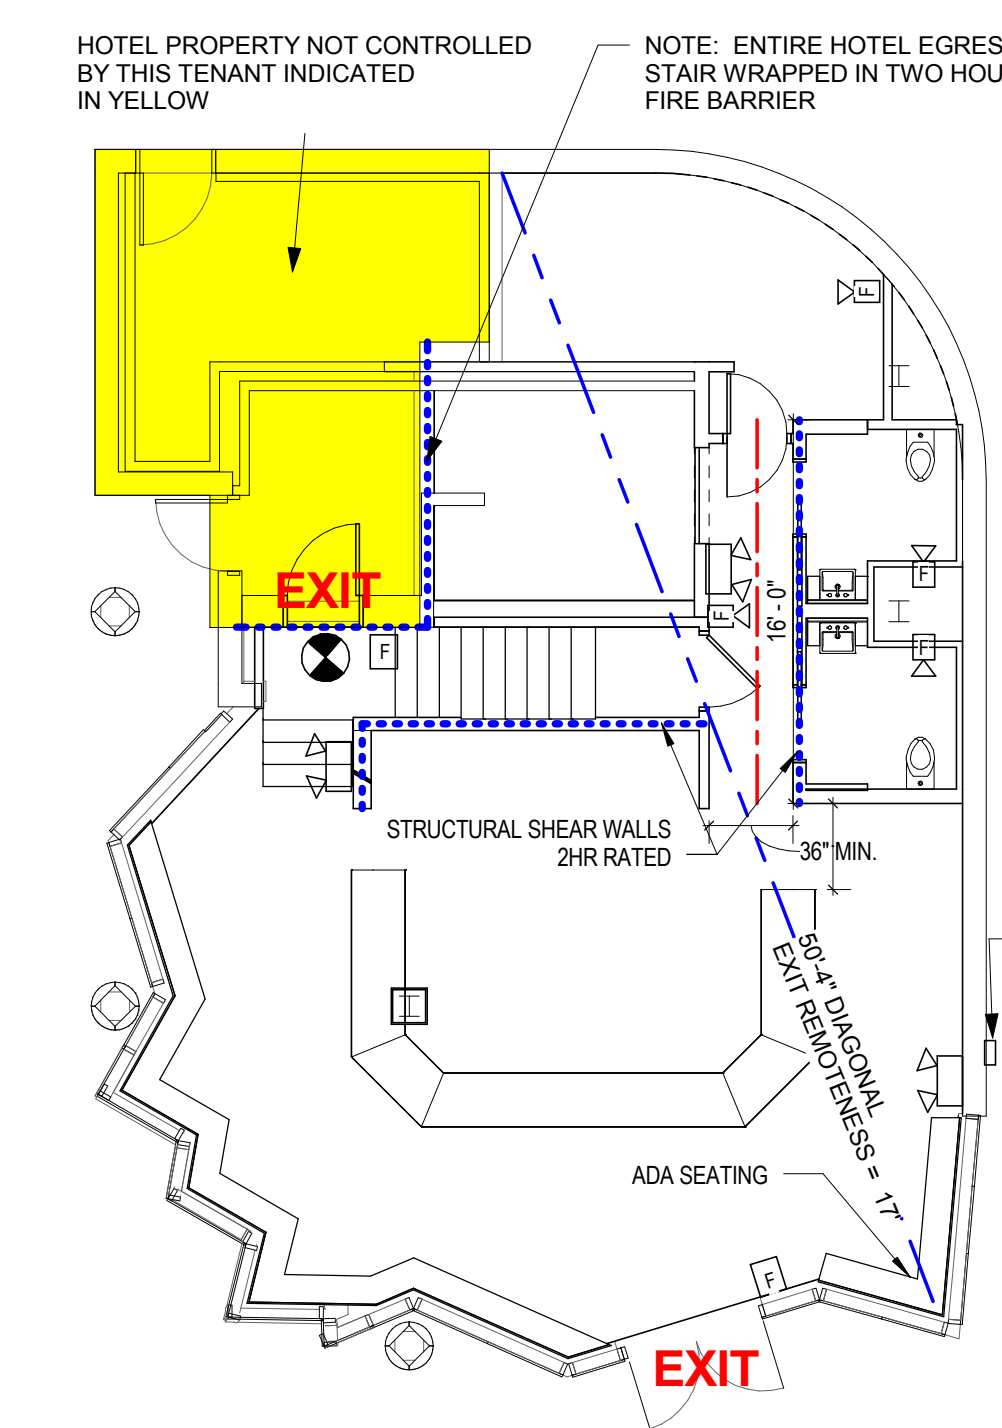 HOTEL PROPERTY NOT CONTROLLED
BY THIS TENANT INDICATED
IN YELLOW
NOTE: ENTIRE HOTEL EGRES
STAIR WRAPPED IN TWO HOU
FIRE BARRIER
F
EXIT
F
F
F
16' - 0"
F
STRUCTURAL SHEAR WALLS
2HR RATED
36" MIN.
50'-4" DIAGONAL
EXIT REMOTENESS = 17'
ADA SEATING
F
EXIT